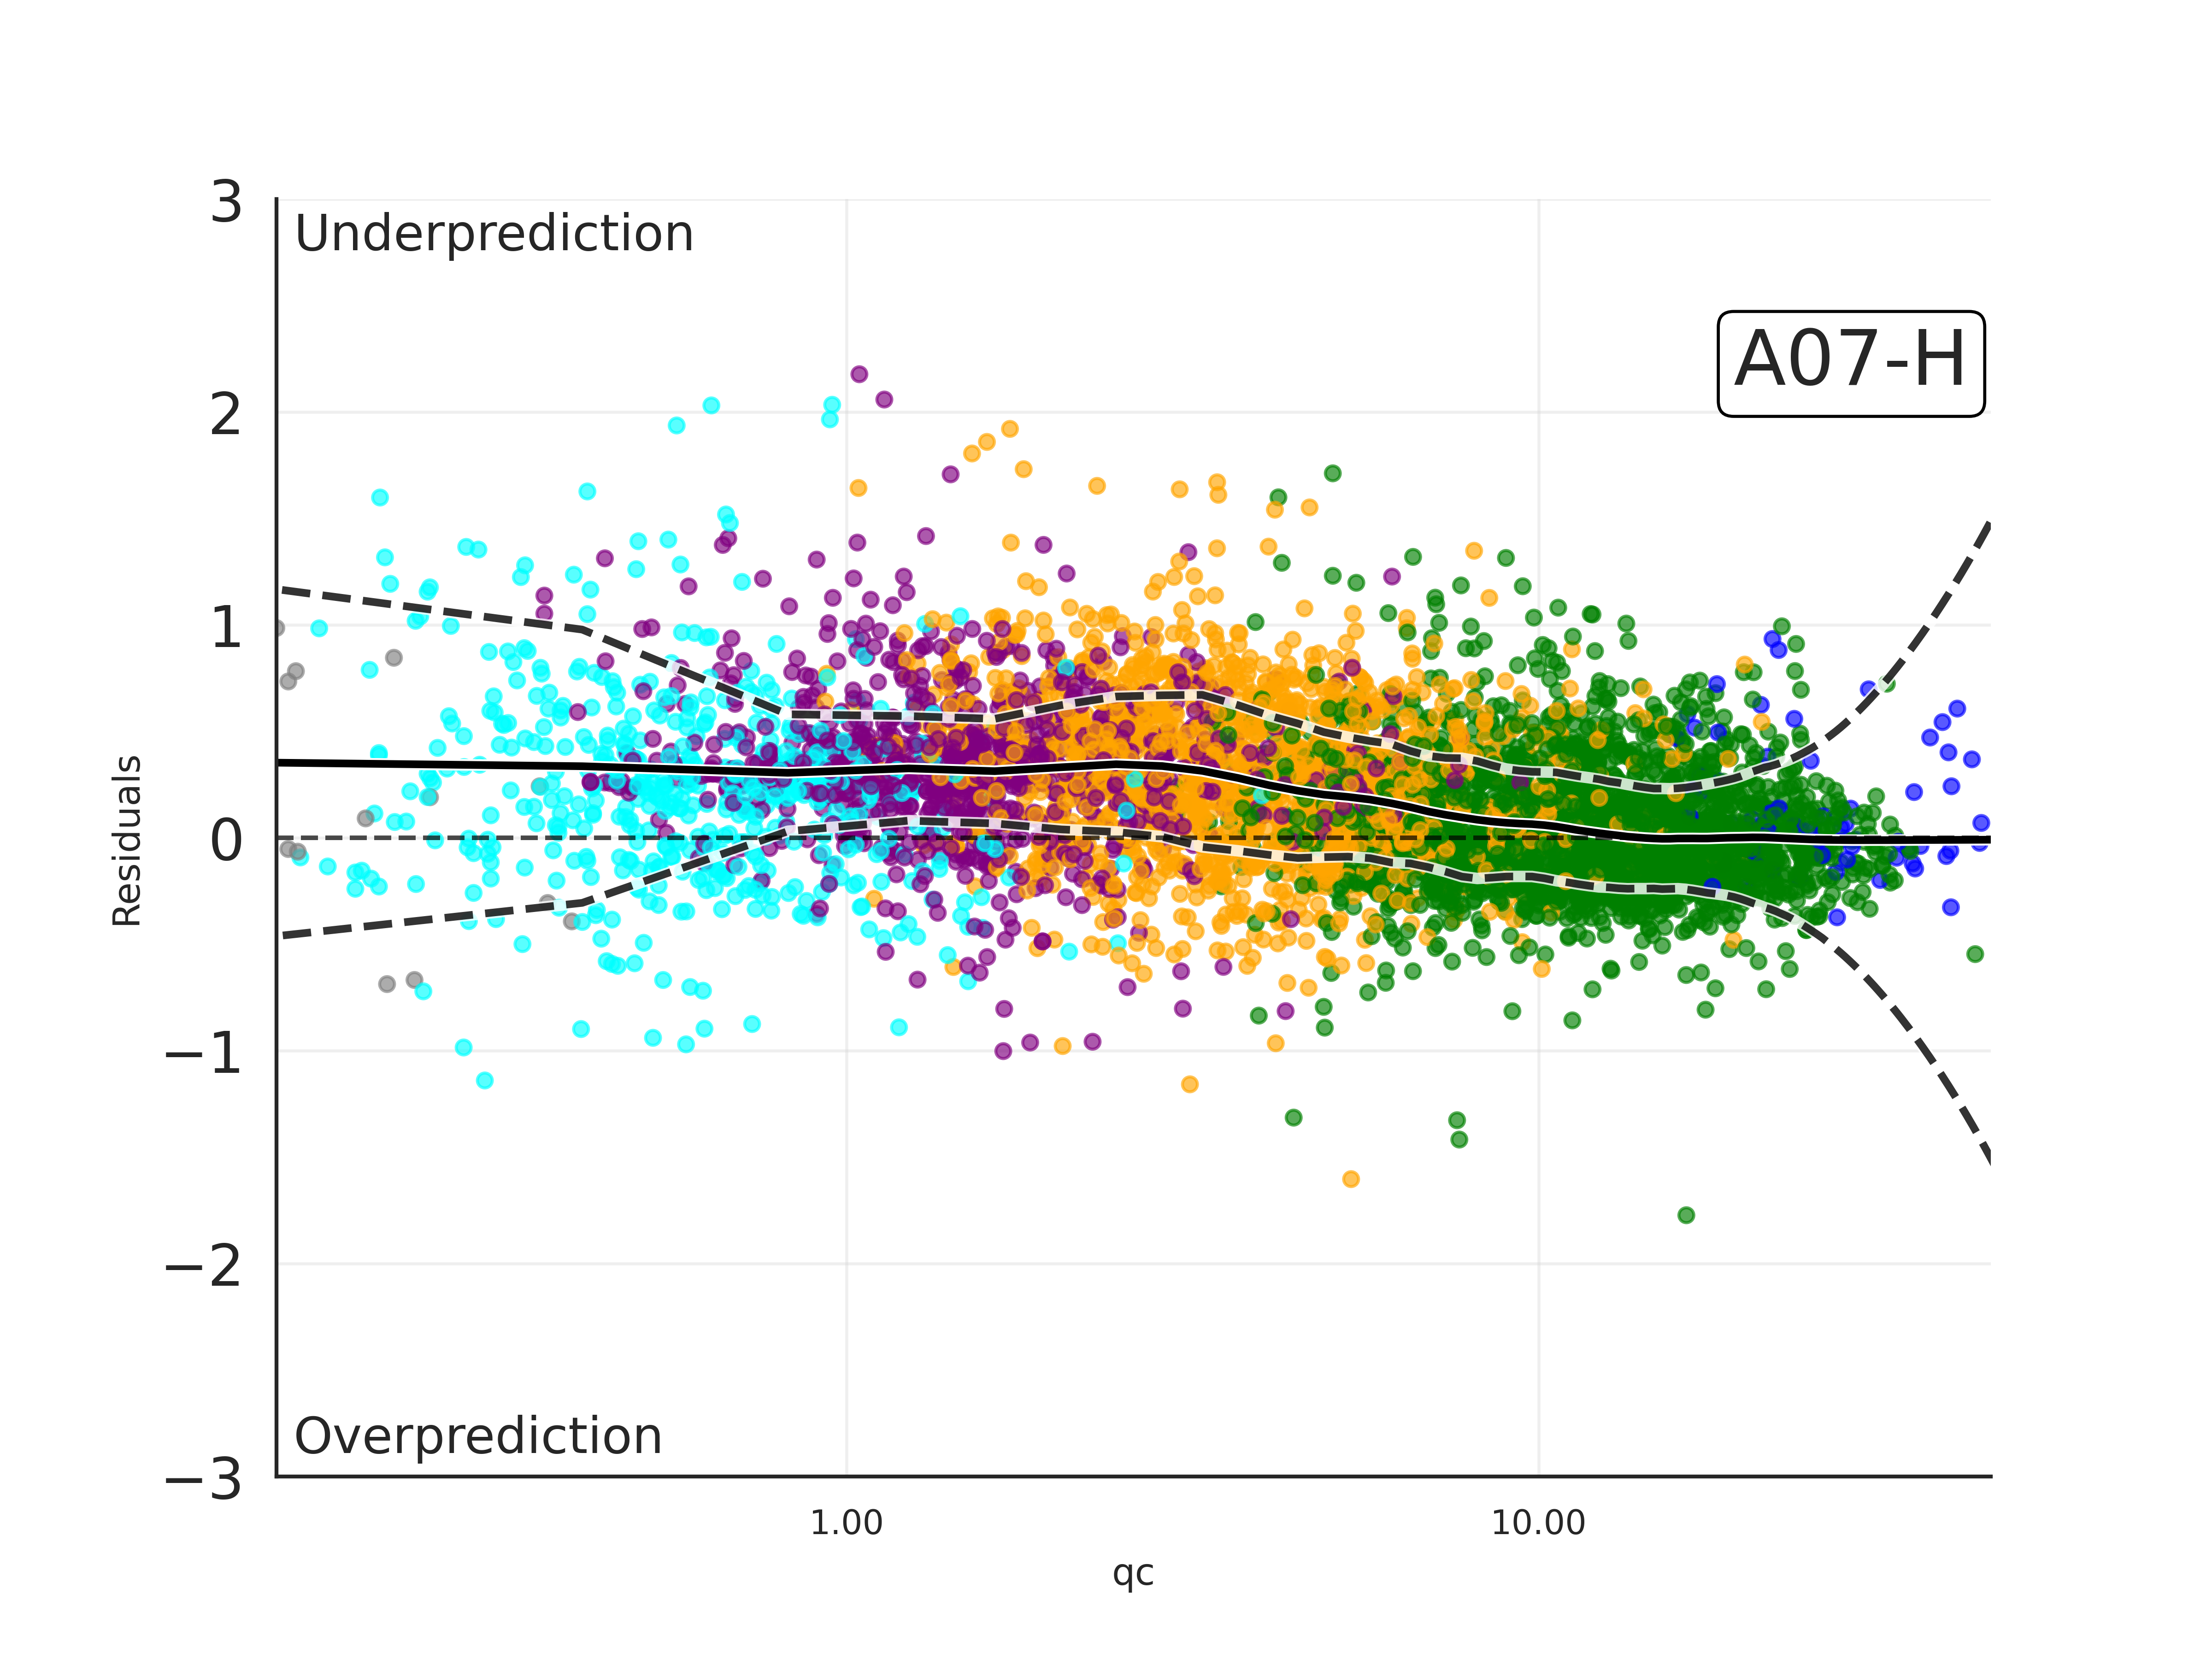 3
Underprediction
A07-H
2
1
0
−1
−2
Overprediction
−3
Residuals
1.00
10.00
qc